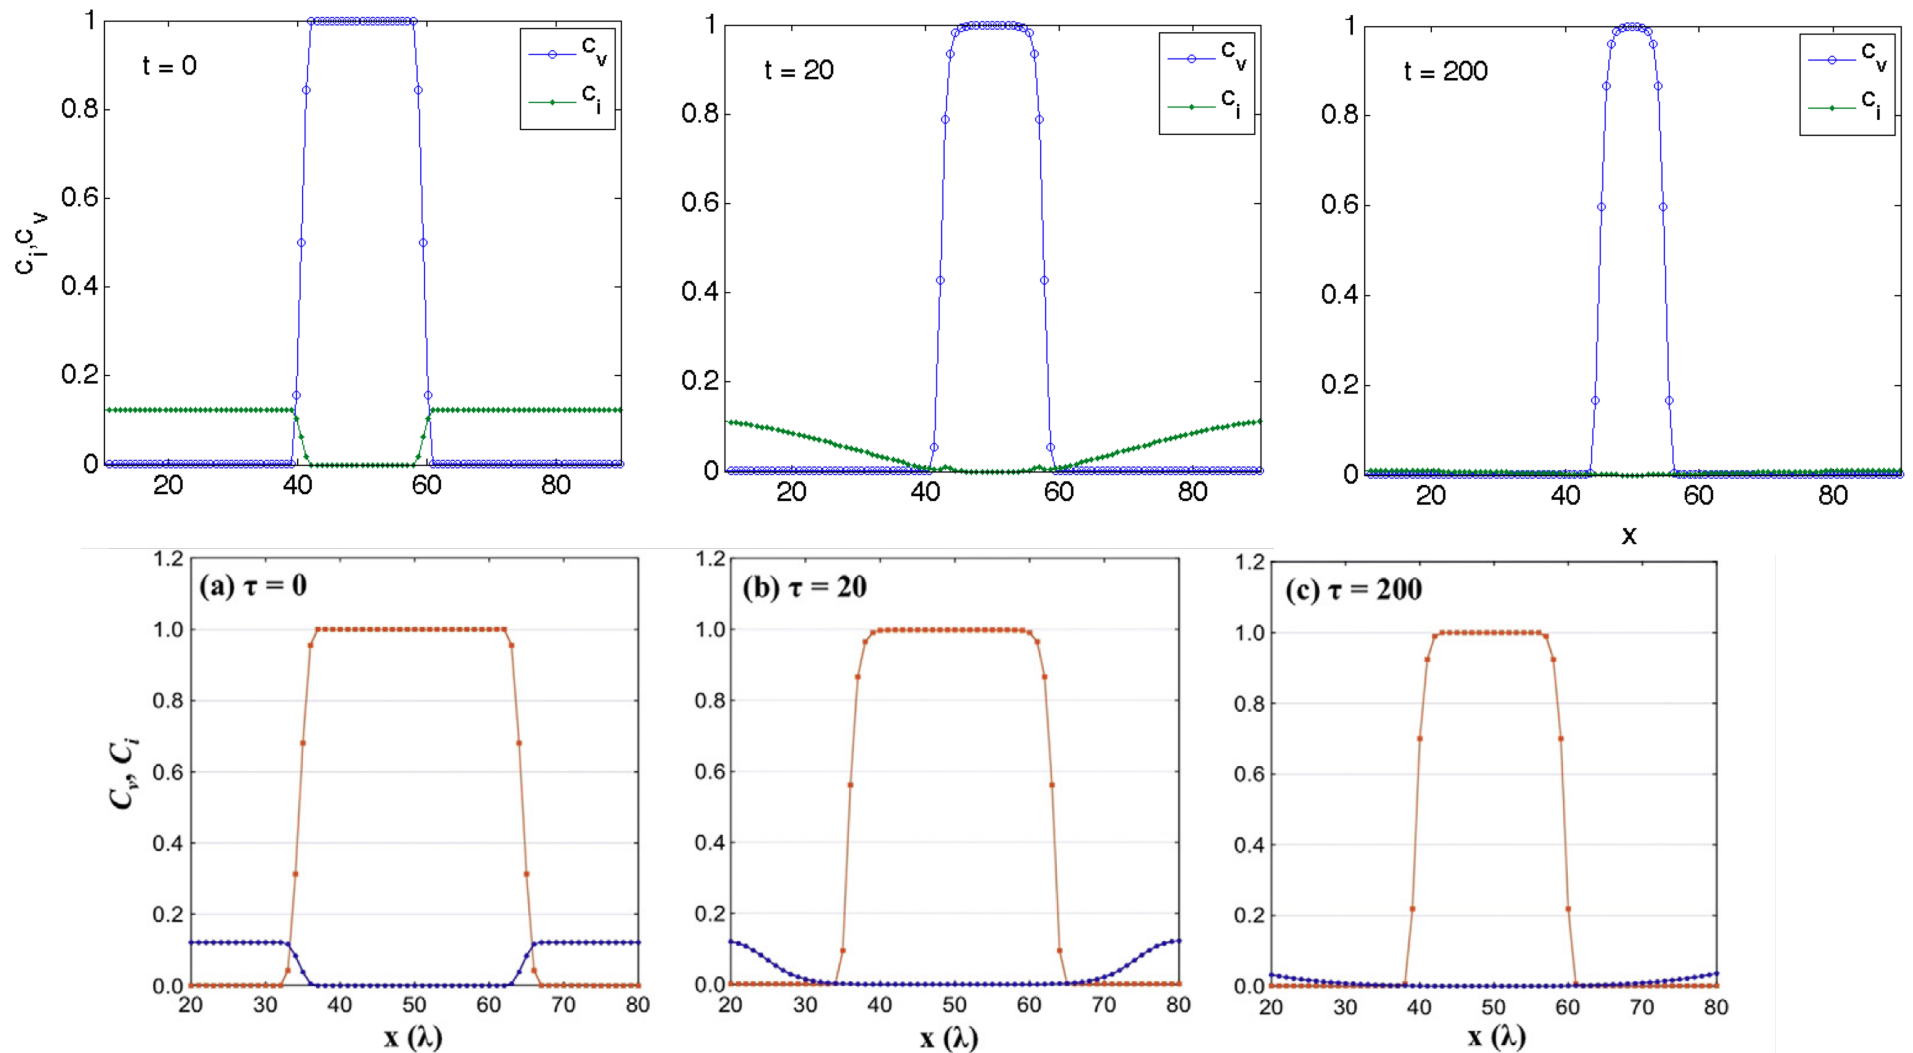 t = 0
c_v
c_i
1
0.8
0.6
0.4
0.2
0
20 40 60 80
c_i,c_v
t = 20
c_v
c_i
1
0.8
0.6
0.4
0.2
0
20 40 60 80
t = 200
c_v
c_i
1
0.8
0.6
0.4
0.2
0
20 40 60 80
x
(a) τ = 0
1.2
1.0
0.8
0.6
0.4
0.2
0.0
20 30 40 50 60 70 80
C_v, C_i
x (λ)
(b) τ = 20
1.2
1.0
0.8
0.6
0.4
0.2
0.0
20 30 40 50 60 70 80
x (λ)
(c) τ = 200
1.2
1.0
0.8
0.6
0.4
0.2
0.0
20 30 40 50 60 70 80
x (λ)